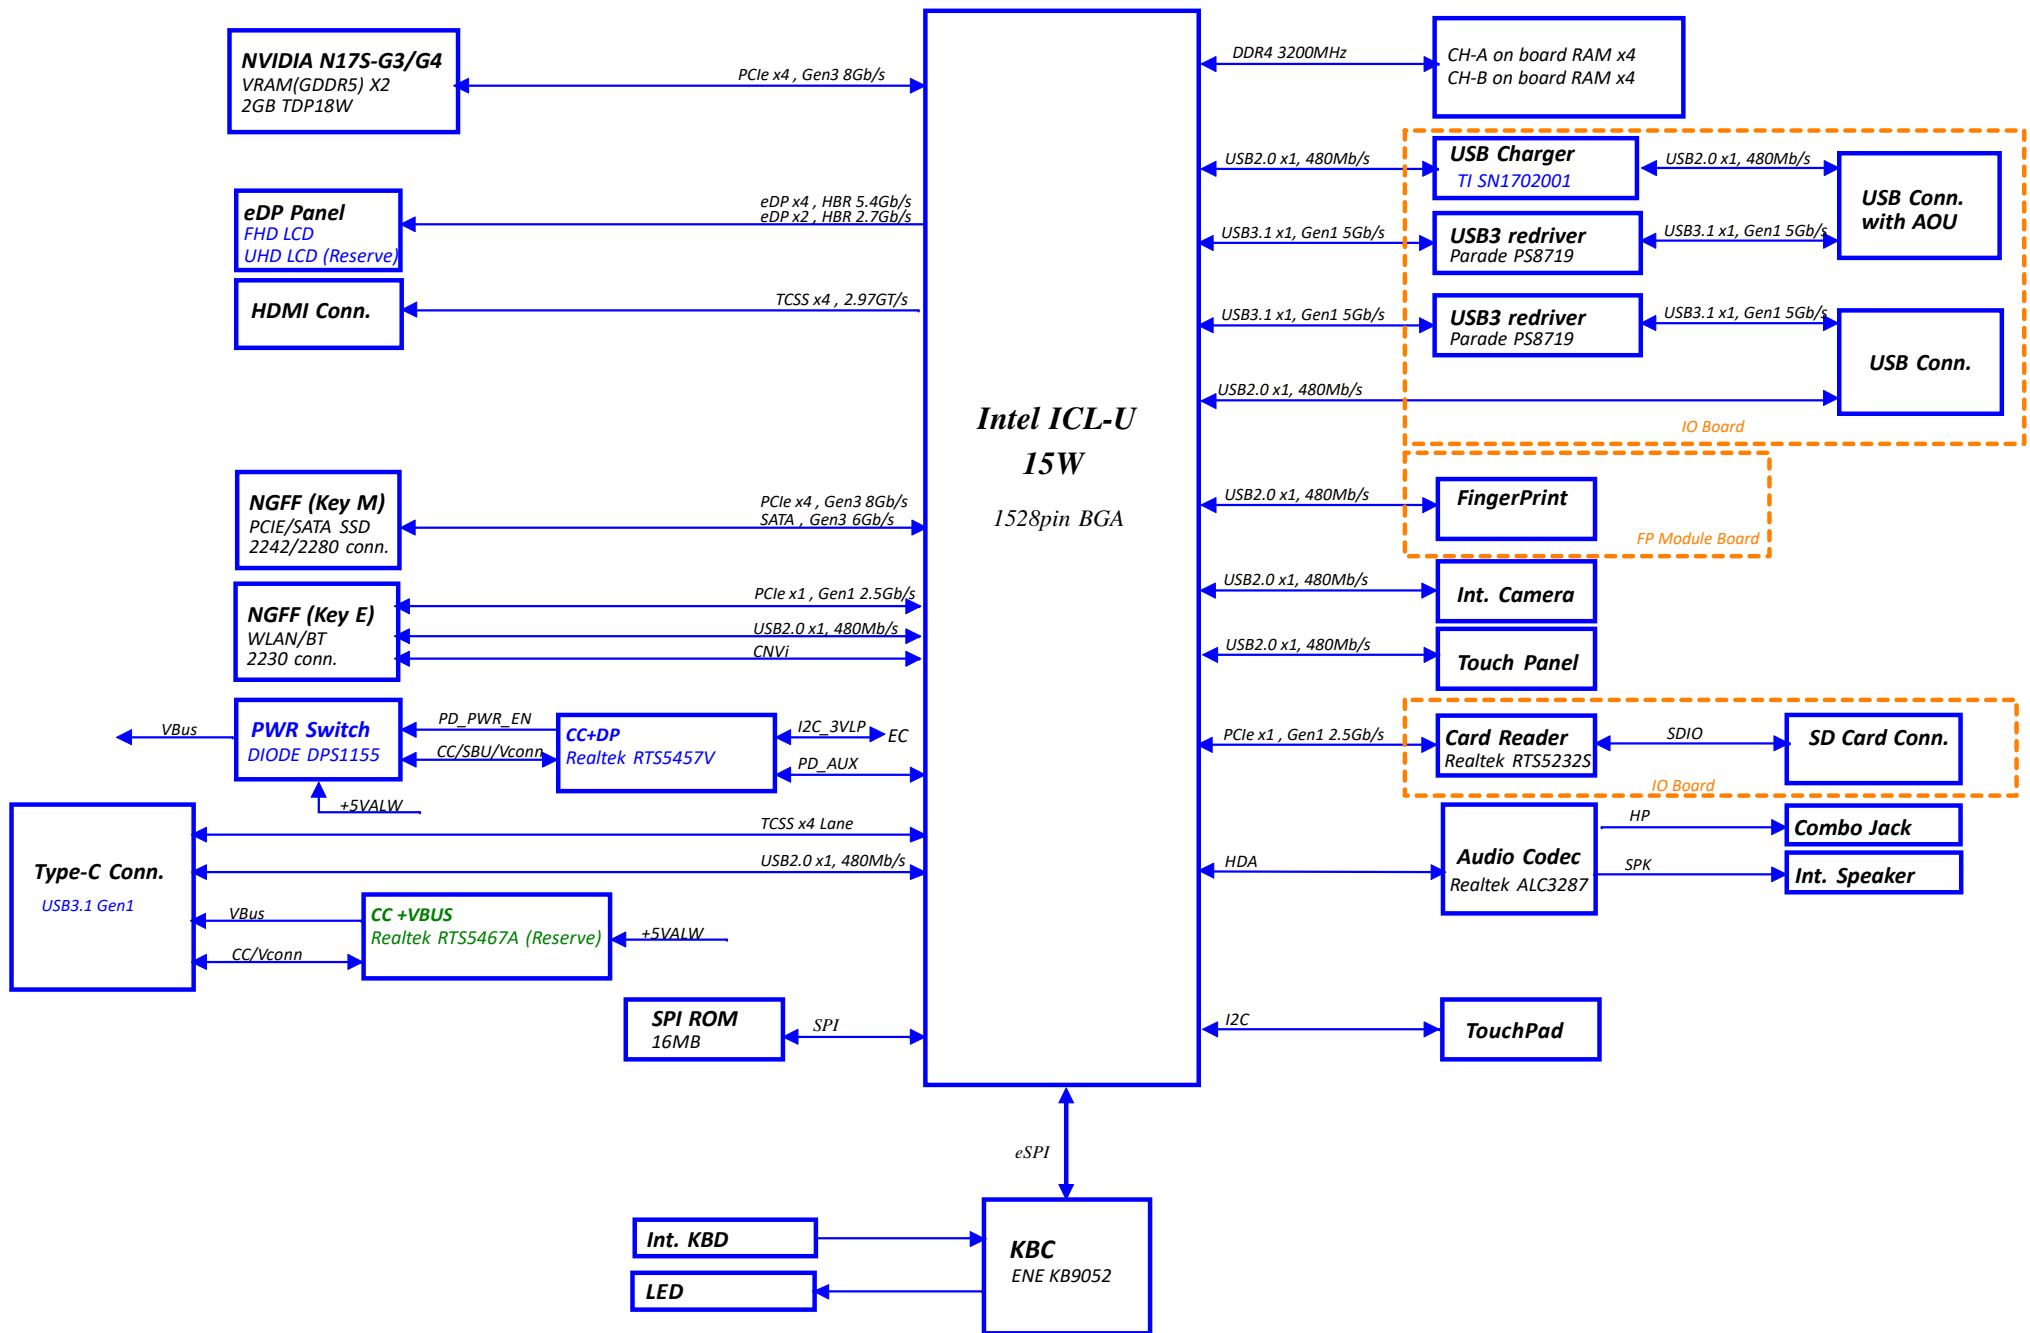 NVIDIA N17S-G3/G4
VRAM(GDDR5) X2
2GB TDP18W
PCIe x4 , Gen3 8Gb/s
eDP Panel
FHD LCD
UHD LCD (Reserve)
eDP x4 , HBR 5.4Gb/s
eDP x2 , HBR 2.7Gb/s
HDMI Conn.
TCSS x4 , 2.97GT/s
NGFF (Key M)
PCIE/SATA SSD
2242/2280 conn.
PCIe x4 , Gen3 8Gb/s
SATA , Gen3 6Gb/s
NGFF (Key E)
WLAN/BT
2230 conn.
PCIe x1 , Gen1 2.5Gb/s
USB2.0 x1, 480Mb/s
CNVi
VBus
PWR Switch
DIODE DPS1155
PD_PWR_EN
CC/SBU/Vconn
CC+DP
Realtek RTS5457V
I2C_3VLP
EC
PD_AUX
+5VALW
Type-C Conn.
USB3.1 Gen1
TCSS x4 Lane
USB2.0 x1, 480Mb/s
VBus
CC/Vconn
CC +VBUS
Realtek RTS5467A (Reserve)
+5VALW
SPI ROM
16MB
SPI
Intel ICL-U
15W
1528pin BGA
DDR4 3200MHz
CH-A on board RAM x4
CH-B on board RAM x4
USB2.0 x1, 480Mb/s
USB Charger
TI SN1702001
USB2.0 x1, 480Mb/s
USB Conn.
with AOU
USB3.1 x1, Gen1 5Gb/s
USB3 redriver
Parade PS8719
USB3.1 x1, Gen1 5Gb/s
USB3.1 x1, Gen1 5Gb/s
USB3 redriver
Parade PS8719
USB3.1 x1, Gen1 5Gb/s
USB Conn.
USB2.0 x1, 480Mb/s
IO Board
USB2.0 x1, 480Mb/s
FingerPrint
FP Module Board
USB2.0 x1, 480Mb/s
Int. Camera
USB2.0 x1, 480Mb/s
Touch Panel
PCIe x1 , Gen1 2.5Gb/s
Card Reader
Realtek RTS5232S
SDIO
SD Card Conn.
IO Board
HDA
Audio Codec
Realtek ALC3287
HP
Combo Jack
SPK
Int. Speaker
I2C
TouchPad
eSPI
KBC
ENE KB9052
Int. KBD
LED